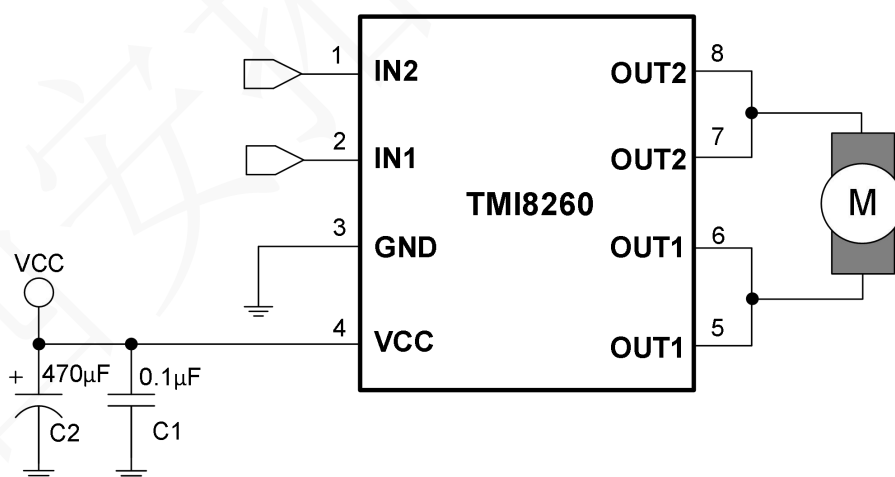 1
IN2
OUT2
8
2
IN1
OUT2
7
TMI8260
3
GND
OUT1
6
VCC
4
VCC
OUT1
5
M
+
470μF
0.1μF
C2
C1